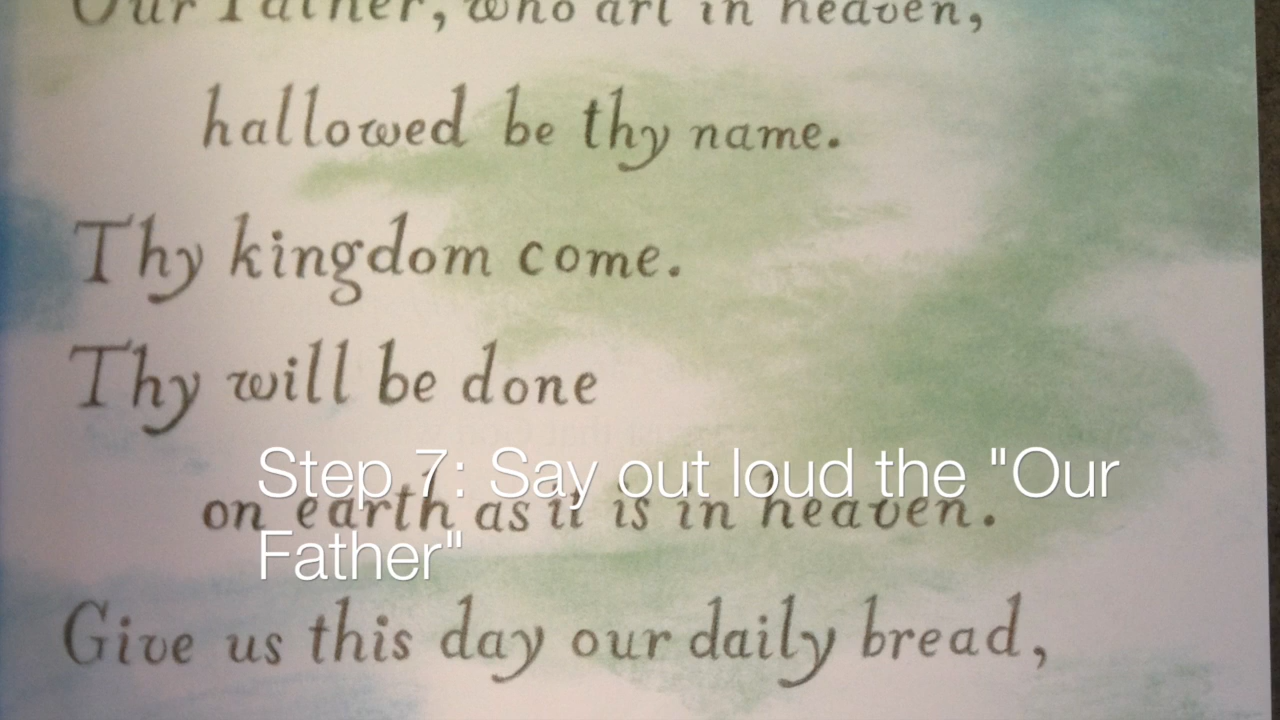 Our Father, who art in heaven,
hallowed be thy name.
Thy kingdom come.
Thy will be done
Step 7: Say out loud the "Our
on earth as it is in heaven.
Father"
Give us this day our daily bread,